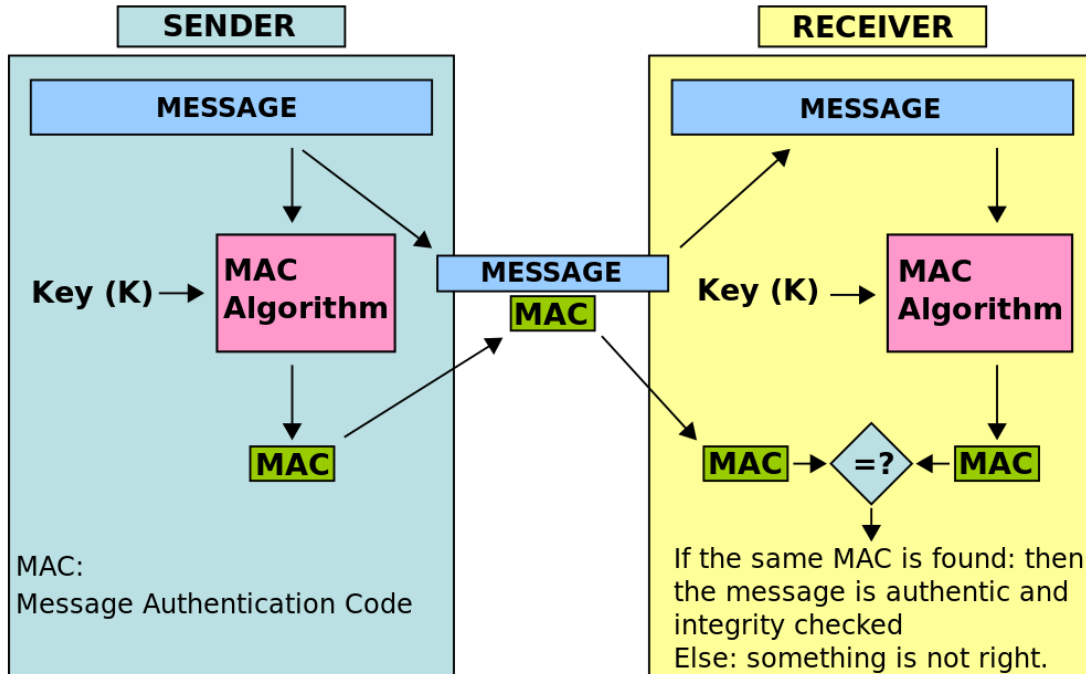 SENDER
MESSAGE
Key (K)
MAC
Algorithm
MAC
MAC:
Message Authentication Code
MESSAGE
MAC
RECEIVER
MESSAGE
Key (K)
MAC
Algorithm
MAC
=?
MAC
If the same MAC is found: then
the message is authentic and
integrity checked
Else: something is not right.